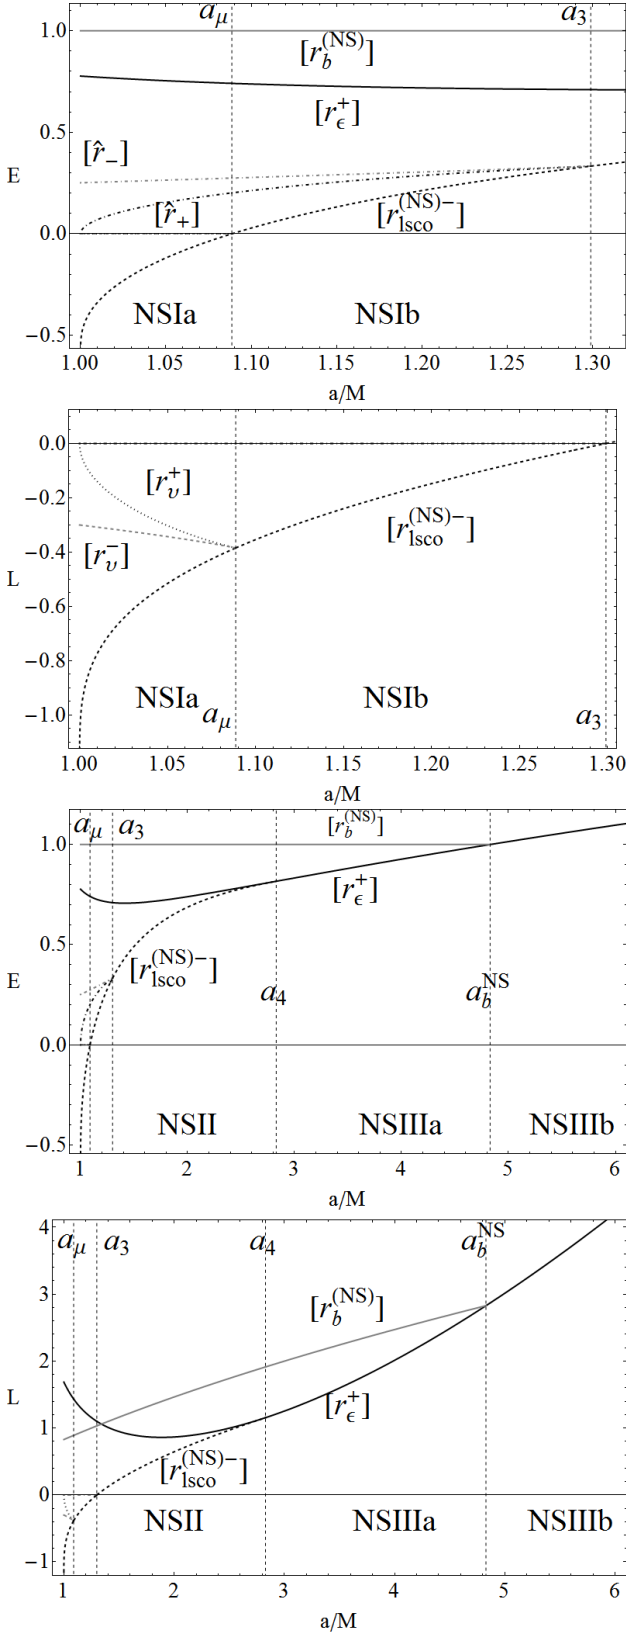 a_μ a_3
1.0
[r_b^(NS)]
[r_ϵ^+]
0.5
[r̂_−]
E
[r̂_+] [r_lsco^(NS)−]
0.0
NSIa NSIb
−0.5
1.00 1.05 1.10 1.15 1.20 1.25 1.30
a/M
0.0
[r_υ^+]
−0.2
[r_lsco^(NS)−]
−0.4
[r_υ^−]
L
−0.6
−0.8
NSIa NSIb
−1.0
a_μ a_3
1.00 1.05 1.10 1.15 1.20 1.25 1.30
a/M
a_μ a_3 [r_b^(NS)]
1.0
[r_ϵ^+]
0.5
[r_lsco^(NS)−]
E
a_4 a_b^NS
0.0
NSII NSIIIa NSIIIb
−0.5
1 2 3 4 5 6
a/M
4
a_μ a_3 a_4 a_b^NS
3
[r_b^(NS)]
2
L
[r_ϵ^+]
1
[r_lsco^(NS)−]
0
NSII NSIIIa NSIIIb
−1
1 2 3 4 5 6
a/M